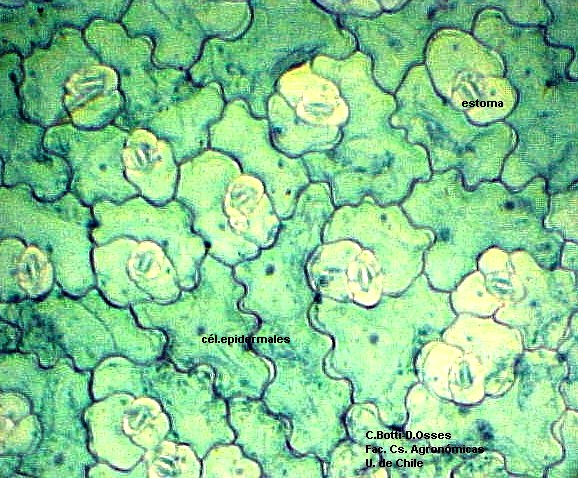 estoma
cél.epidermales
C.Botti-D.Osses
Fac. Cs. Agronómicas
U. de Chile